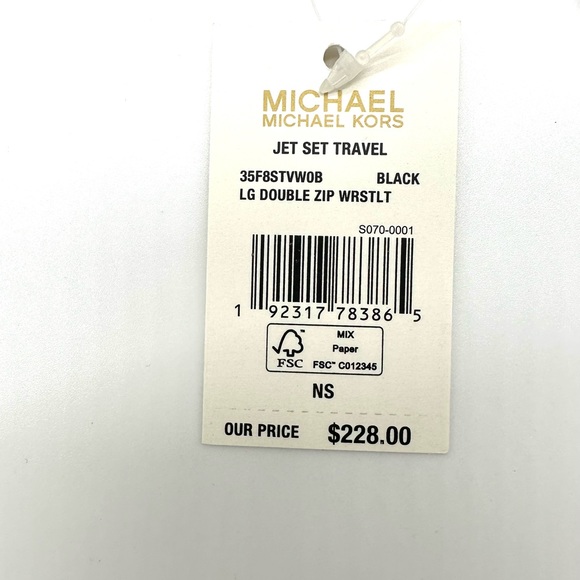 MICHAEL
MICHAEL KORS
JET SET TRAVEL
35F8STVW0B BLACK
LG DOUBLE ZIP WRSTLT
S070-0001
1 92317 78386 5
FSC™
MIX
Paper
FSC™ C012345
NS
OUR PRICE $228.00